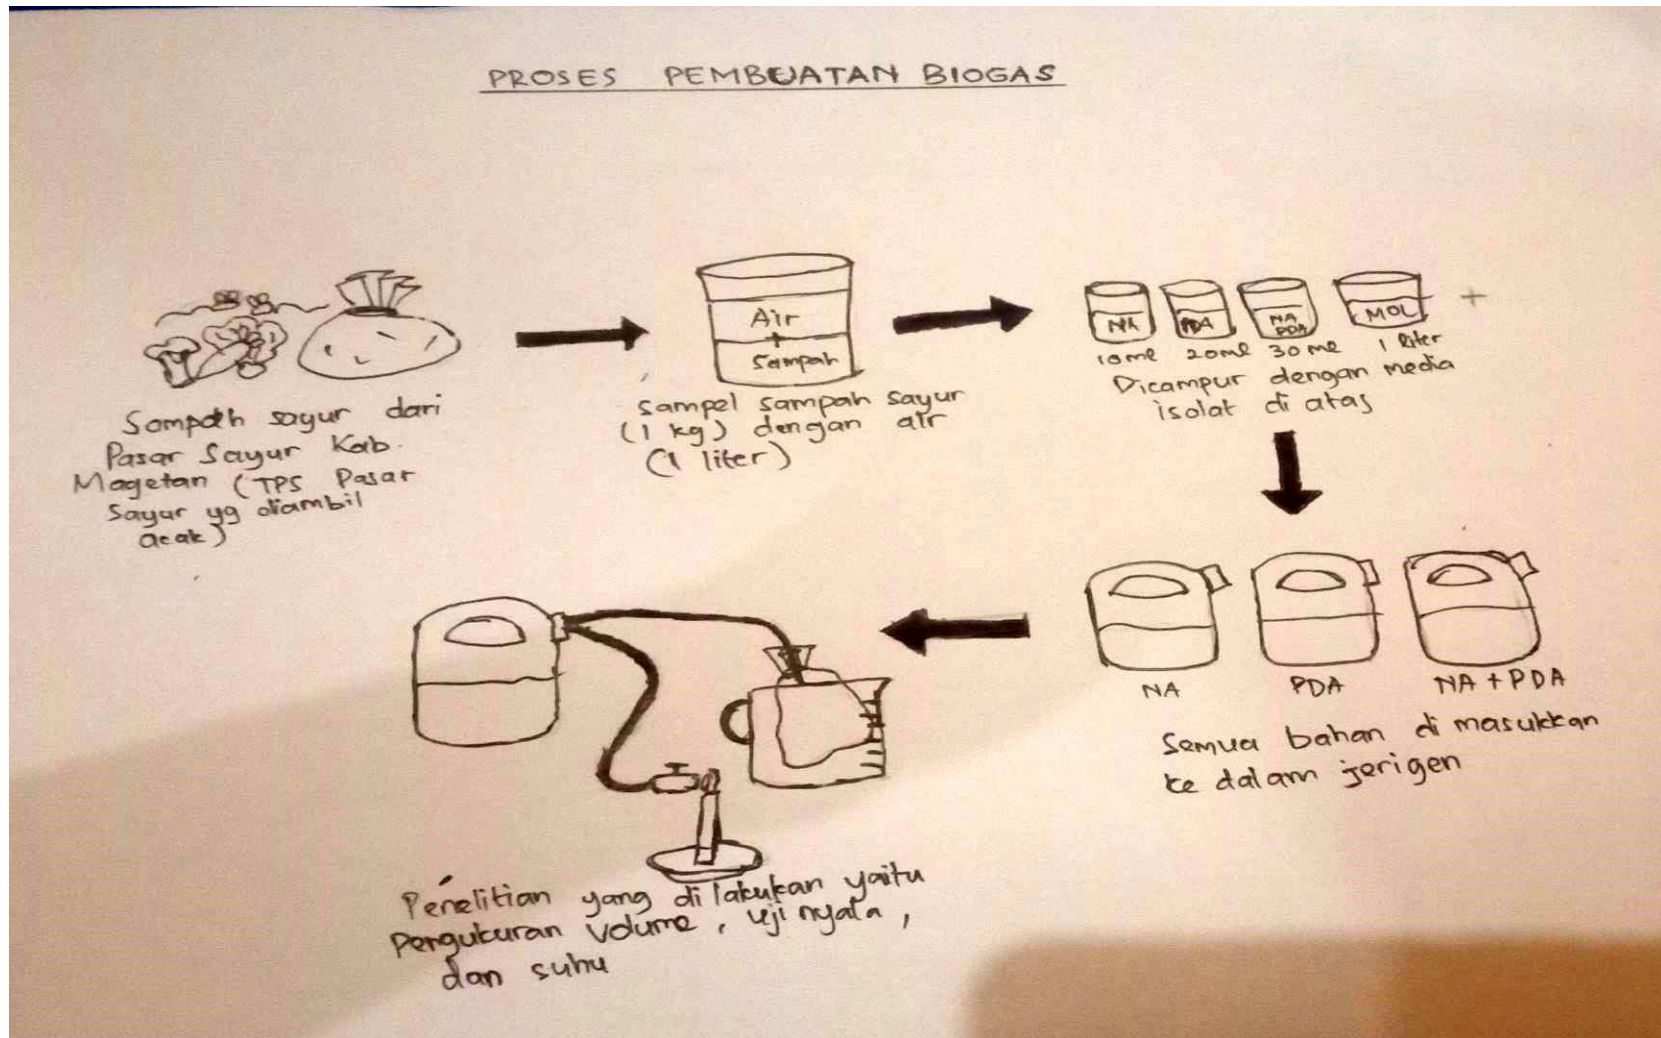 PROSES PEMBUATAN BIOGAS
Sampah sayur dari
Pasar Sayur Kab.
Magetan (TPS Pasar
Sayur yg diambil
acak)
Air
+
Sampah
Sampel sampah sayur
(1 kg) dengan air
(1 liter)
NA
PDA
NA
PDA
MOL
+
10 ml 20 ml 30 ml 1 liter
Dicampur dengan media
isolat di atas
NA
PDA
NA + PDA
Semua bahan di masukkan
ke dalam jerigen
Penelitian yang di lakukan yaitu
Pengukuran volume, uji nyala,
dan suhu